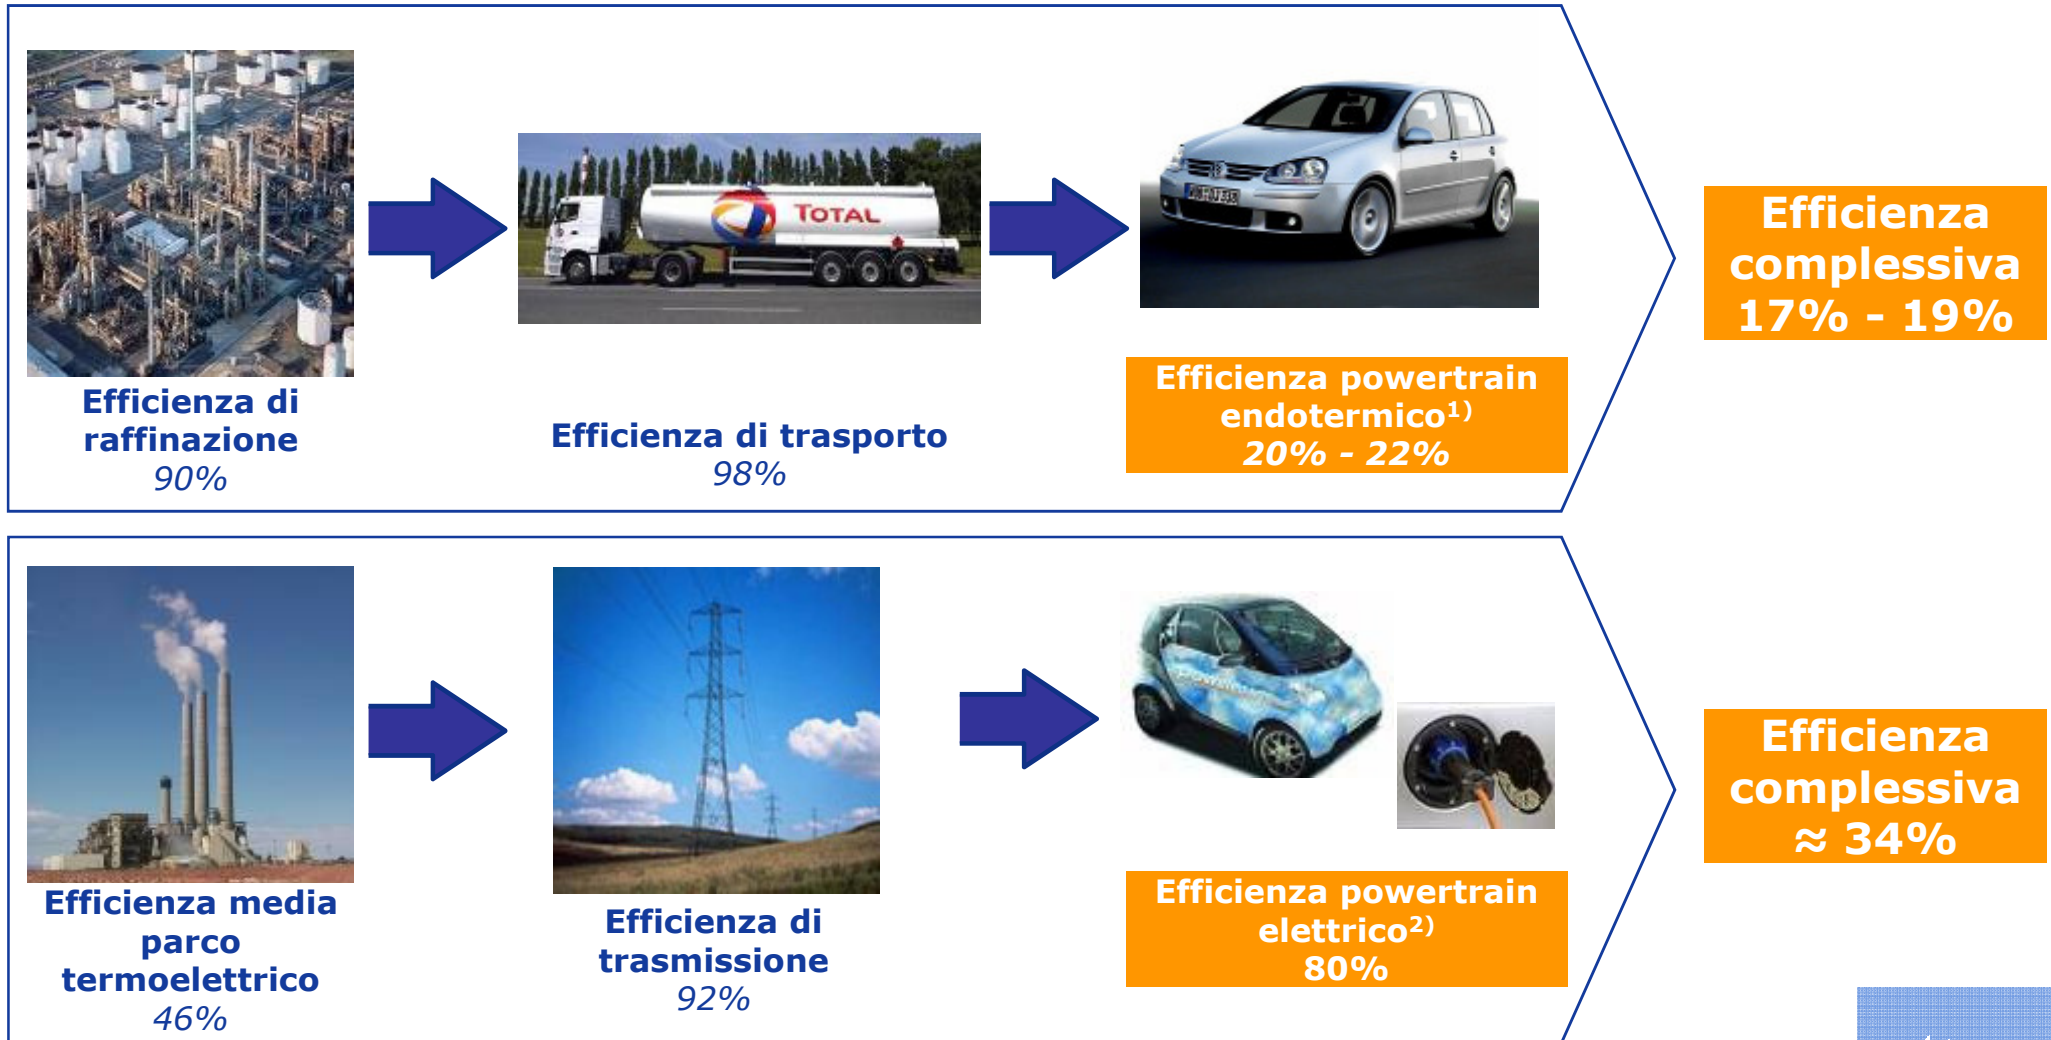 TOTAL
Efficienza di
raffinazione
90%
Efficienza di trasporto
98%
Efficienza powertrain
endotermico¹⁾
20% - 22%
Efficienza
complessiva
17% - 19%
Efficienza media
parco
termoelettrico
46%
Efficienza di
trasmissione
92%
Efficienza powertrain
elettrico²⁾
80%
Efficienza
complessiva
≈ 34%